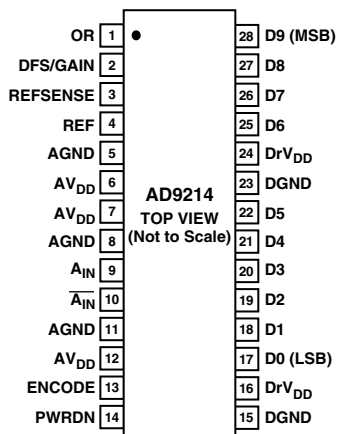 OR 1 28 D9 (MSB)
DFS/GAIN 2 27 D8
REFSENSE 3 26 D7
REF 4 25 D6
AGND 5 24 DrVDD
AVDD 6 23 DGND
AVDD 7 22 D5
AGND 8 21 D4
AIN 9 20 D3
A̅I̅N̅ 10 19 D2
AGND 11 18 D1
AVDD 12 17 D0 (LSB)
ENCODE 13 16 DrVDD
PWRDN 14 15 DGND
AD9214
TOP VIEW
(Not to Scale)